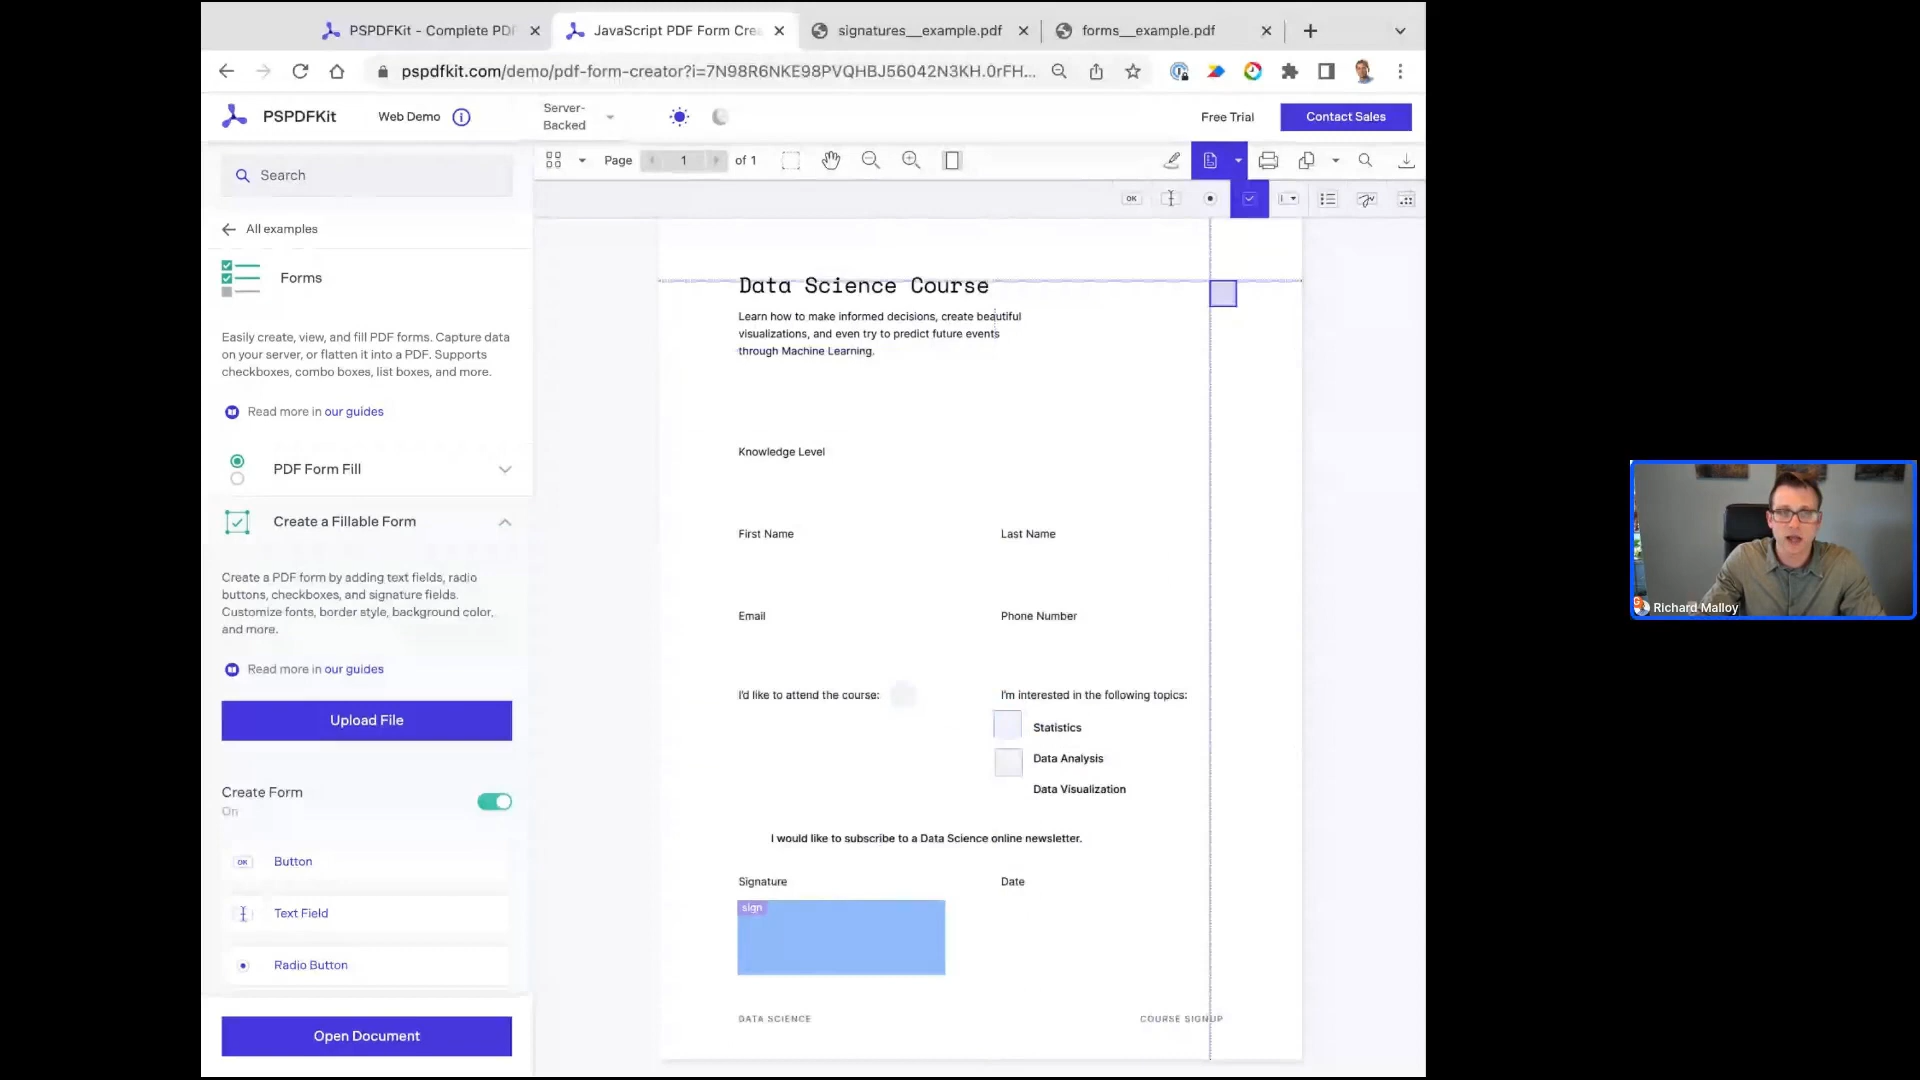 PSPDFKit - Complete PDF
JavaScript PDF Form Crea
signatures__example.pdf
forms__example.pdf
pspdfkit.com/demo/pdf-form-creator?i=7N98R6NKE98PVQHBJ56042N3KH.0rFH...
PSPDFKit
Web Demo
Server-
Backed
Free Trial
Contact Sales
Search
Page
1
of 1
OK
All examples
Forms
Easily create, view, and fill PDF forms. Capture data
on your server, or flatten it into a PDF. Supports
checkboxes, combo boxes, list boxes, and more.
Read more in our guides
PDF Form Fill
Create a Fillable Form
Create a PDF form by adding text fields, radio
buttons, checkboxes, and signature fields.
Customize fonts, border style, background color,
and more.
Read more in our guides
Upload File
Create Form
On
OK
Button
Text Field
Radio Button
Open Document
Data Science Course
Learn how to make informed decisions, create beautiful
visualizations, and even try to predict future events
through Machine Learning.
Knowledge Level
First Name
Last Name
Email
Phone Number
I'd like to attend the course:
I'm interested in the following topics:
Statistics
Data Analysis
Data Visualization
I would like to subscribe to a Data Science online newsletter.
Signature
Date
sign
DATA SCIENCE
COURSE SIGNUP
Richard Malloy